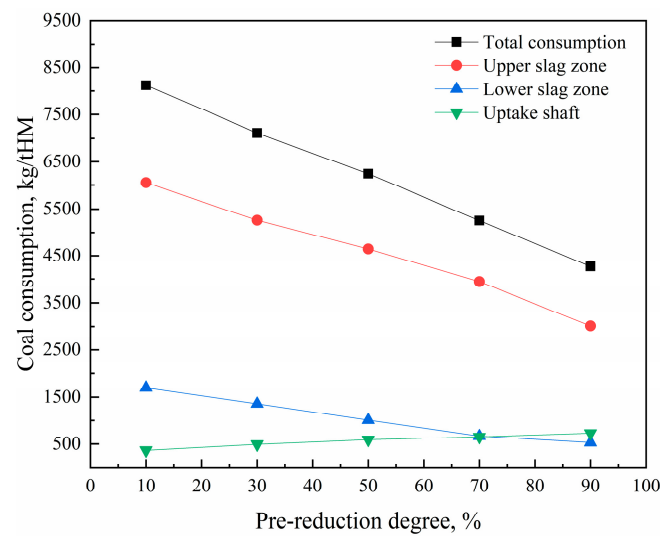 Total consumption
Upper slag zone
Lower slag zone
Uptake shaft
9500
8500
7500
6500
5500
4500
3500
2500
1500
500
Coal consumption, kg/tHM
0 10 20 30 40 50 60 70 80 90 100
Pre-reduction degree, %